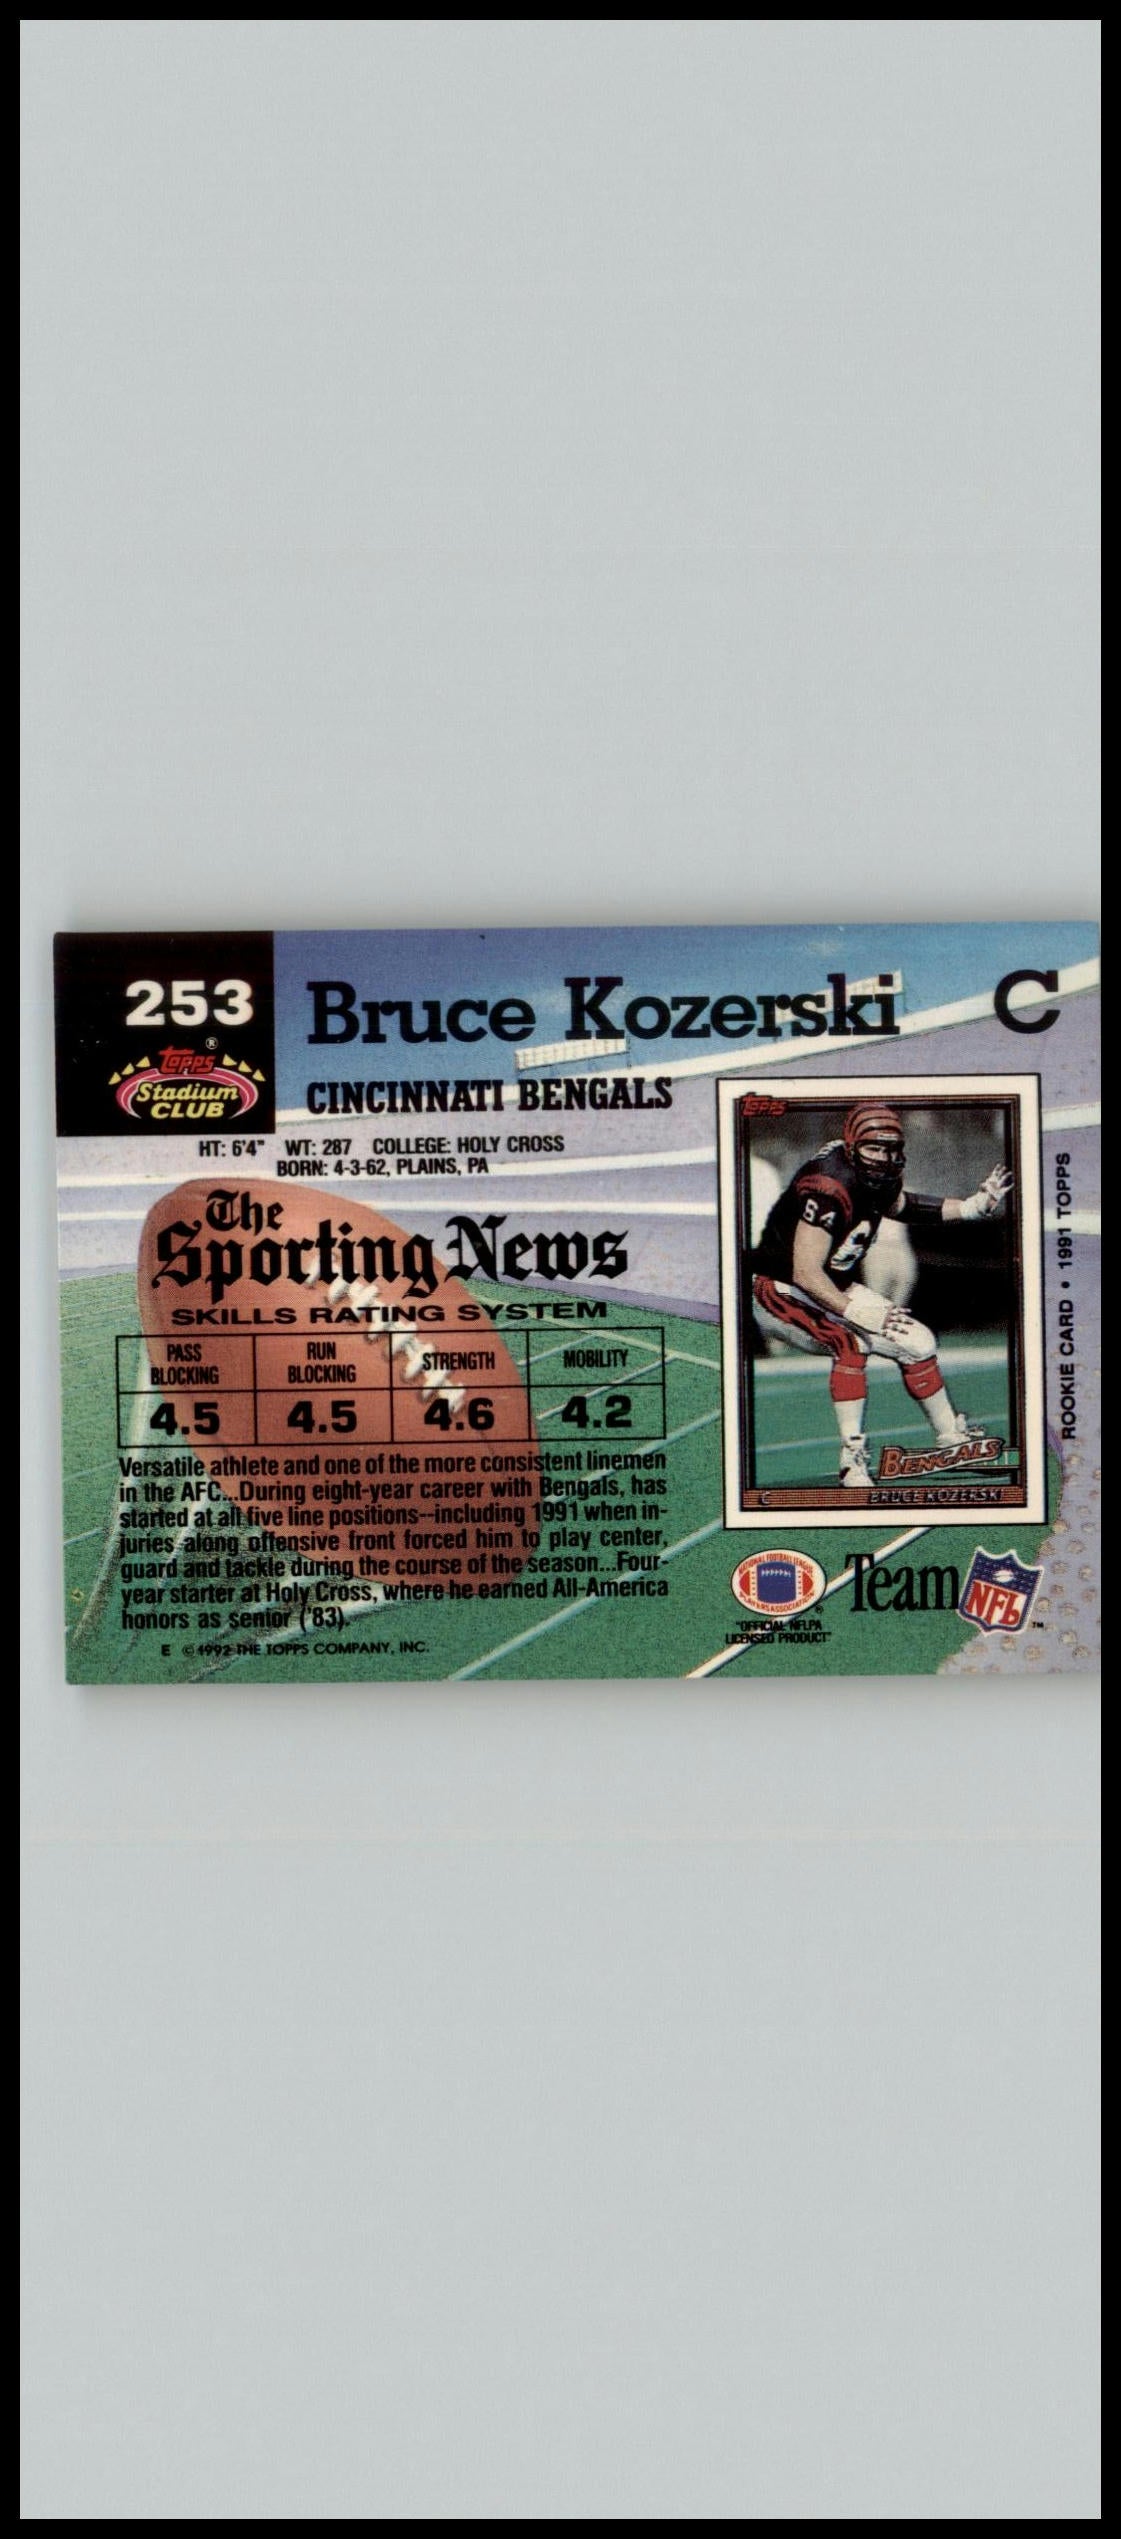 253
Topps®
Stadium
CLUB
Bruce Kozerski C
CINCINNATI BENGALS
HT: 6'4" WT: 287 COLLEGE: HOLY CROSS
BORN: 4-3-62, PLAINS, PA
The
Sporting News
SKILLS RATING SYSTEM
PASS BLOCKING RUN BLOCKING STRENGTH MOBILITY
4.5 4.5 4.6 4.2
Versatile athlete and one of the more consistent linemen
in the AFC...During eight-year career with Bengals, has
started at all five line positions--including 1991 when in-
juries along offensive front forced him to play center,
guard and tackle during the course of the season...Four-
year starter at Holy Cross, where he earned All-America
honors as senior ('83).
E © 1992 THE TOPPS COMPANY, INC.
Topps
64
BENGALS
C BRUCE KOZERSKI
ROOKIE CARD • 1991 TOPPS
NATIONAL FOOTBALL LEAGUE
PLAYERS ASSOCIATION
®
"OFFICIAL NFLPA
LICENSED PRODUCT"
Team NFL ™